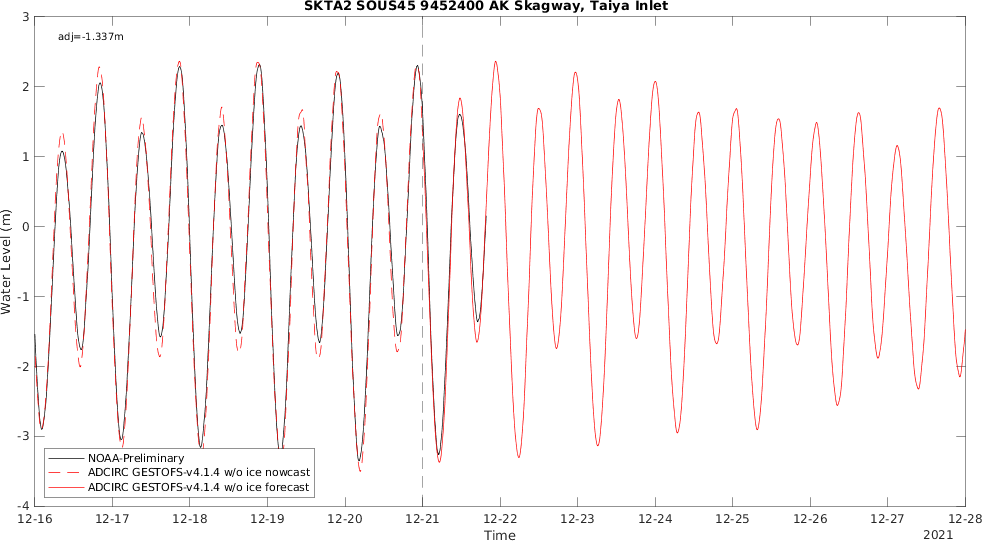 SKTA2 SOUS45 9452400 AK Skagway, Taiya Inlet
adj=-1.337m
3
2
1
0
-1
-2
-3
-4
Water Level (m)
NOAA-Preliminary
ADCIRC GESTOFS-v4.1.4 w/o ice nowcast
ADCIRC GESTOFS-v4.1.4 w/o ice forecast
12-16 12-17 12-18 12-19 12-20 12-21 12-22 12-23 12-24 12-25 12-26 12-27 12-28
Time
2021